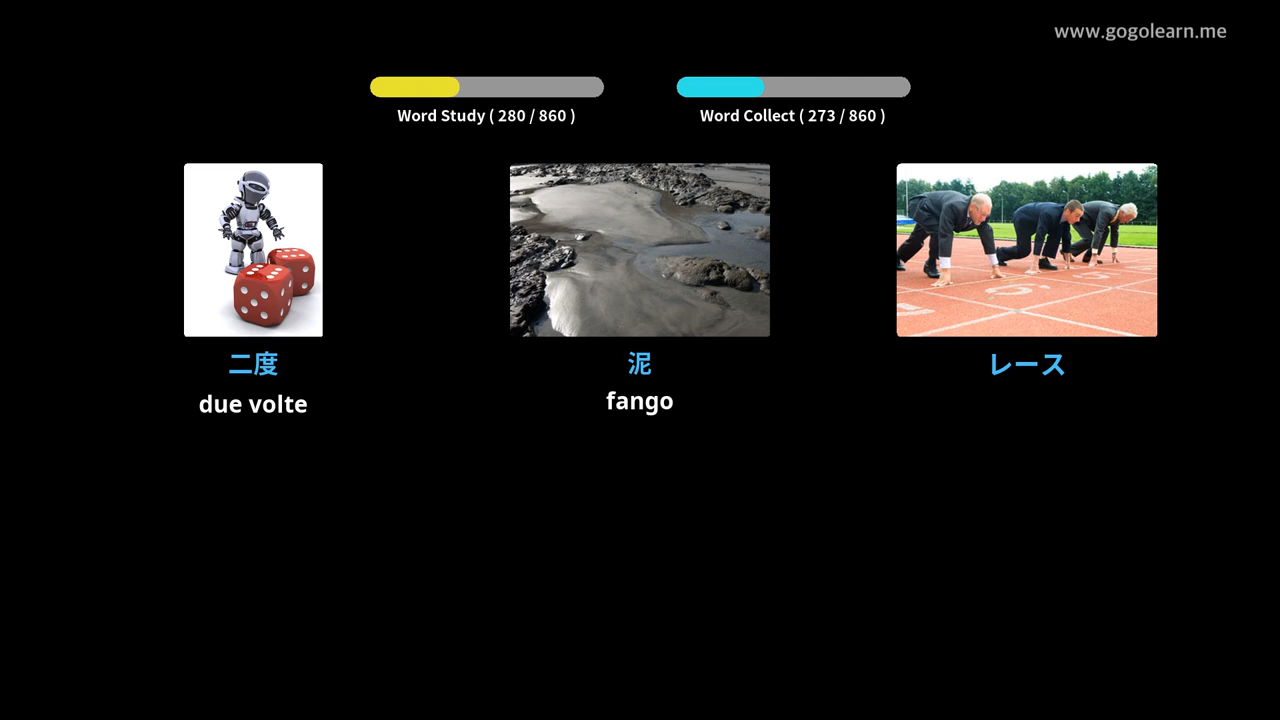 www.gogolearn.me
Word Study ( 280 / 860 )
Word Collect ( 273 / 860 )
二度
due volte
泥
fango
レース